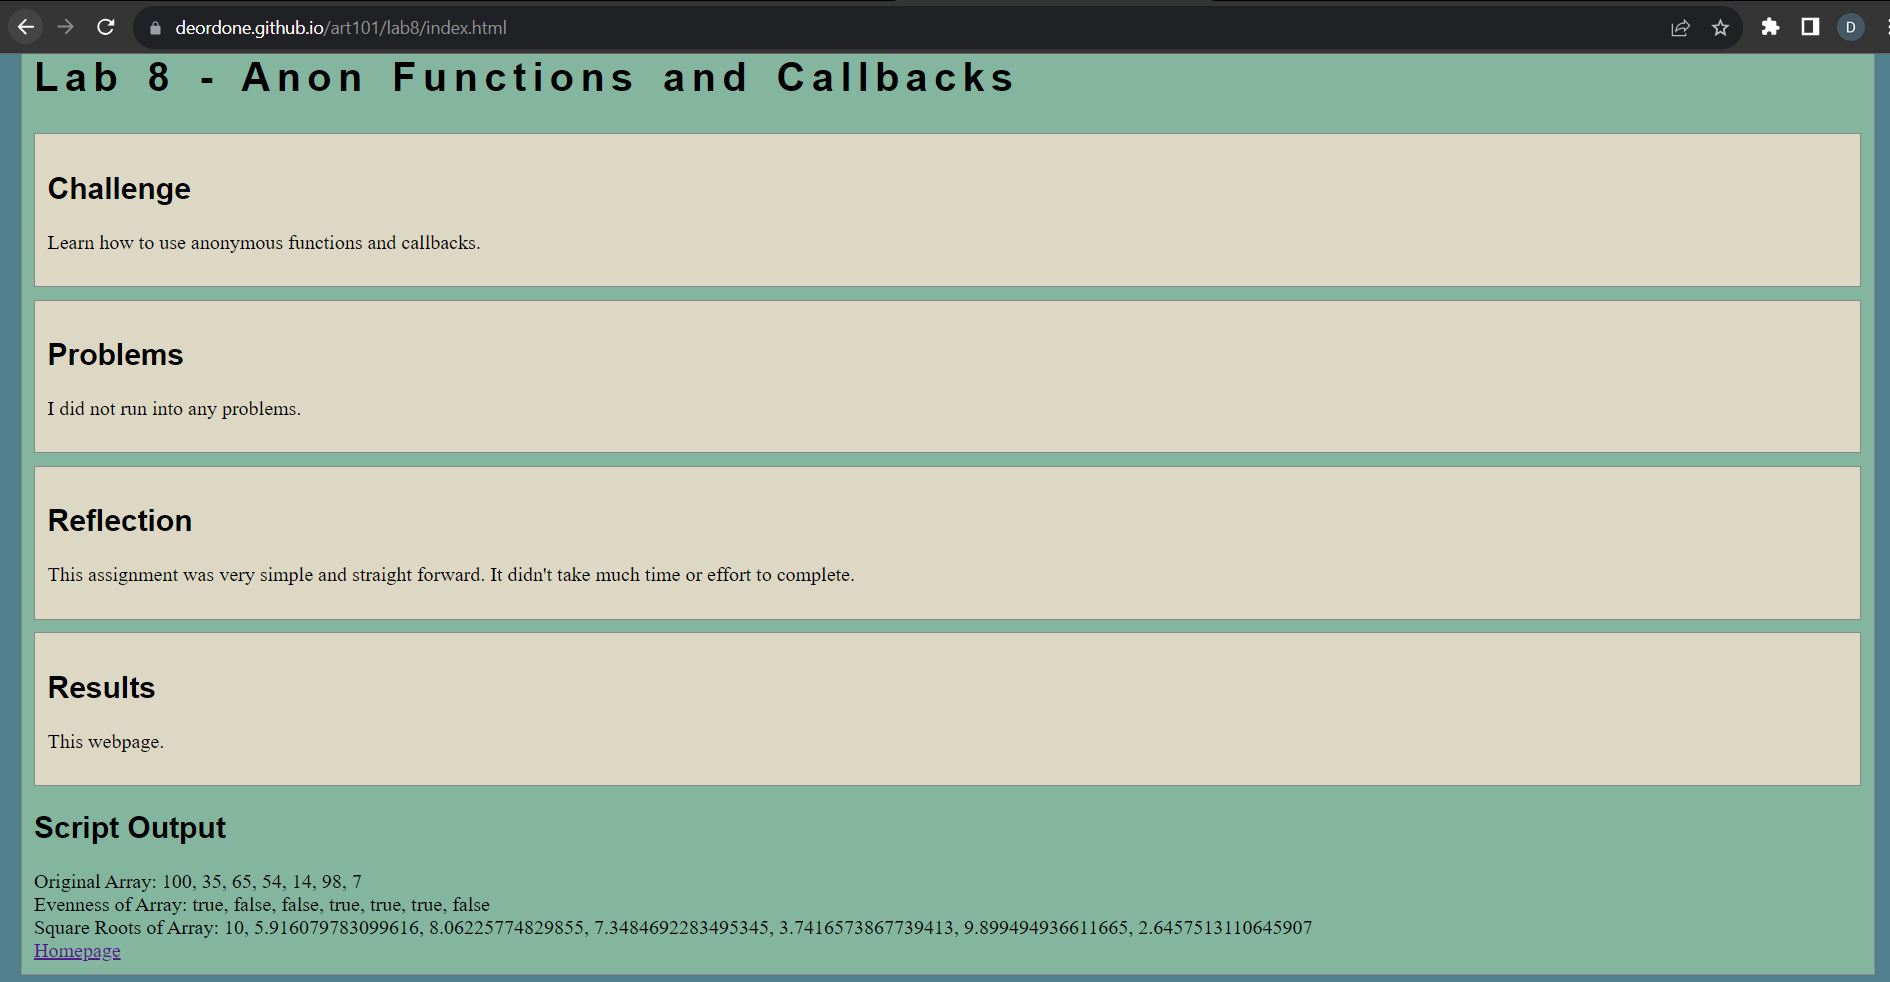 deordone.github.io/art101/lab8/index.html
D
Lab 8 - Anon Functions and Callbacks
Challenge
Learn how to use anonymous functions and callbacks.
Problems
I did not run into any problems.
Reflection
This assignment was very simple and straight forward. It didn't take much time or effort to complete.
Results
This webpage.
Script Output
Original Array: 100, 35, 65, 54, 14, 98, 7
Evenness of Array: true, false, false, true, true, true, false
Square Roots of Array: 10, 5.916079783099616, 8.06225774829855, 7.3484692283495345, 3.7416573867739413, 9.899494936611665, 2.6457513110645907
Homepage